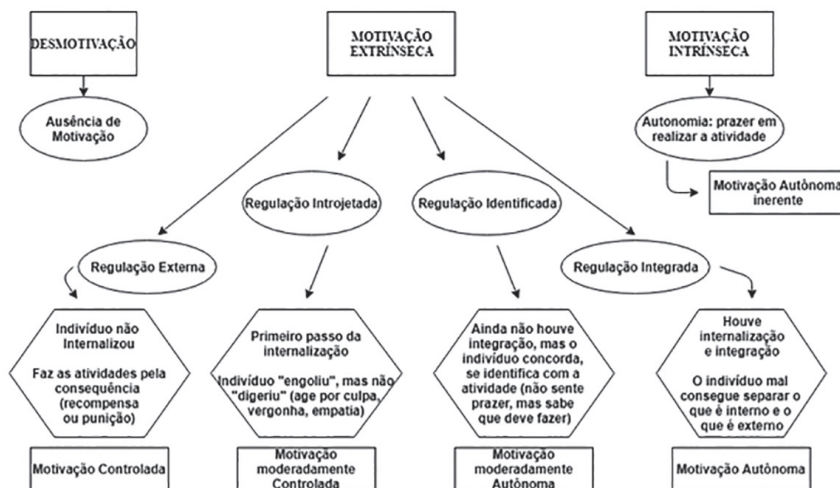 DESMOTIVAÇÃO
MOTIVAÇÃO
EXTRÍNSECA
MOTIVAÇÃO
INTRÍNSECA
Ausência de
Motivação
Autonomia: prazer em
realizar a atividade
Motivação Autônoma
inerente
Regulação Introjetada
Regulação Identificada
Regulação Externa
Regulação Integrada
Indivíduo não
Internalizou
Faz as atividades pela
consequência
(recompensa
ou punição)
Primeiro passo da
internalização
Indivíduo "engoliu", mas não
"digeriu" (age por culpa,
vergonha, empatia)
Ainda não houve
integração, mas o
indivíduo concorda,
se identifica com a
atividade (não sente
prazer, mas sabe
que deve fazer)
Houve
internalização
e integração
O indivíduo mal
consegue separar o
que é interno e o
que é externo
Motivação Controlada
Motivação
moderadamente
Controlada
Motivação
moderadamente
Autônoma
Motivação Autônoma